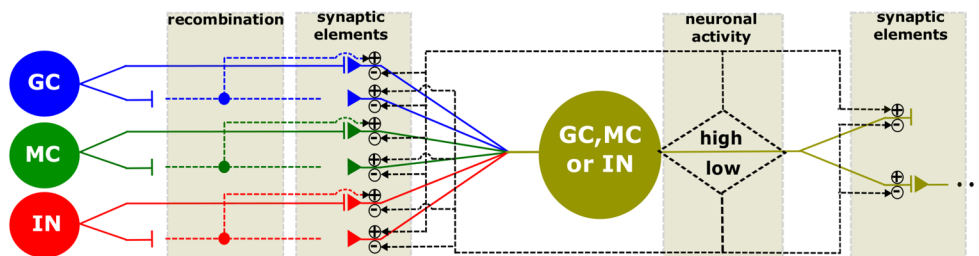 recombination
synaptic
elements
neuronal
activity
synaptic
elements
GC
MC
IN
GC,MC
or IN
high
low